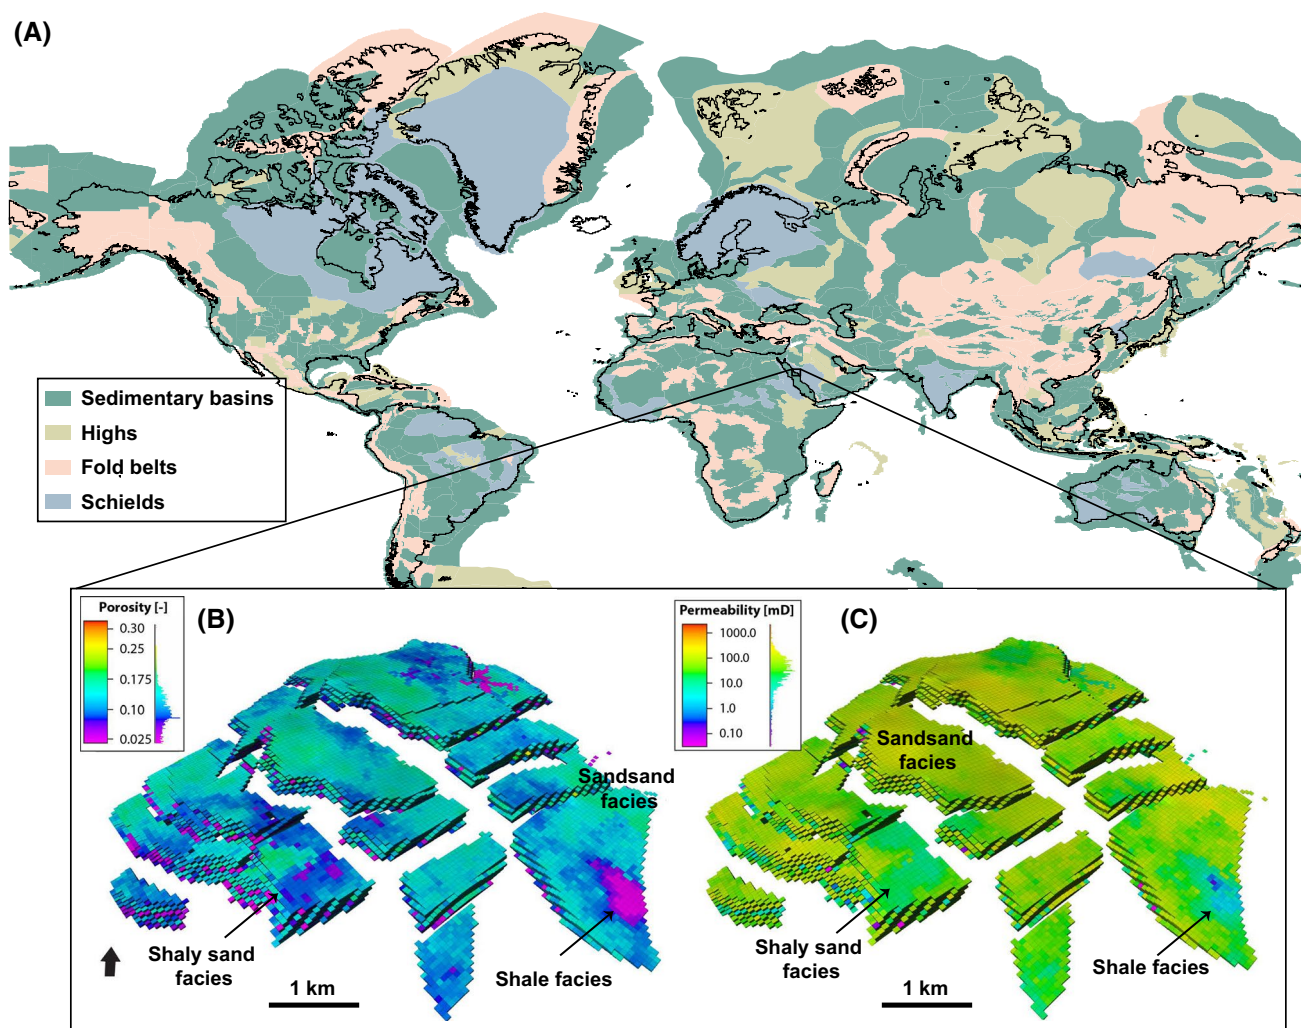 (A)
Sedimentary basins
Highs
Fold belts
Schields
Porosity [-]
0.30
0.25
0.175
0.10
0.025
(B)
Sandsand
facies
Shaly sand
facies
Shale facies
1 km
Permeability [mD]
1000.0
100.0
10.0
1.0
0.10
(C)
Sandsand
facies
Shaly sand
facies
Shale facies
1 km